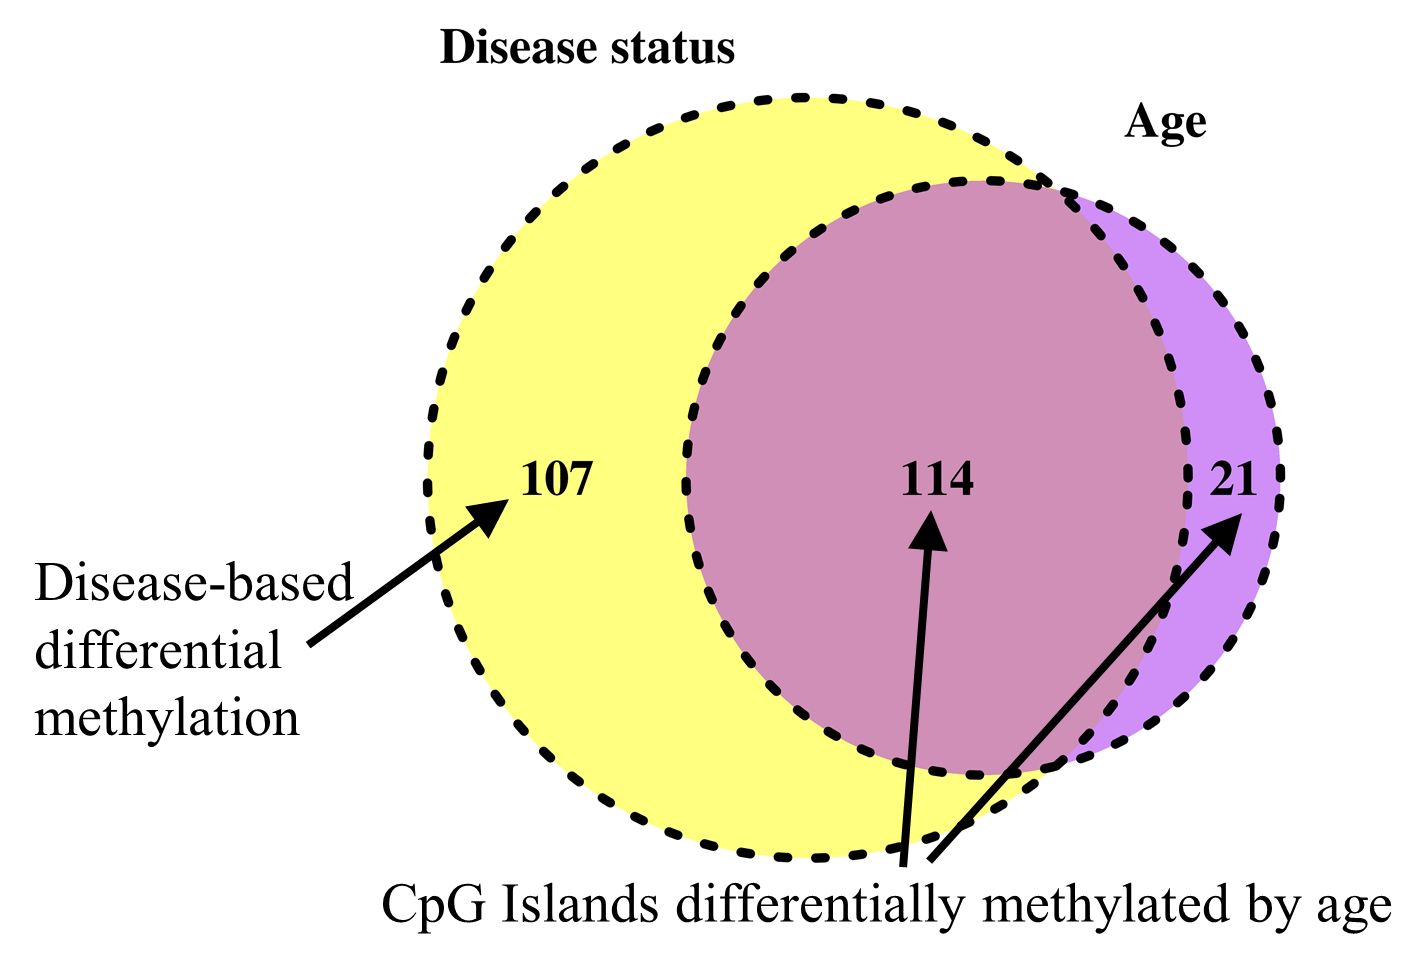 Disease status
Age
107
114
21
Disease-based
differential
methylation
CpG Islands differentially methylated by age